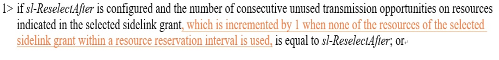 1> if sl-ReselectAfter is configured and the number of consecutive unused transmission opportunities on resources
indicated in the selected sidelink grant, which is incremented by 1 when none of the resources of the selected
sidelink grant within a resource reservation interval is used, is equal to sl-ReselectAfter; or